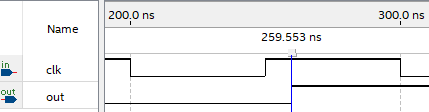 Name 200.0 ns 300.0 ns
259.553 ns
in clk
out out